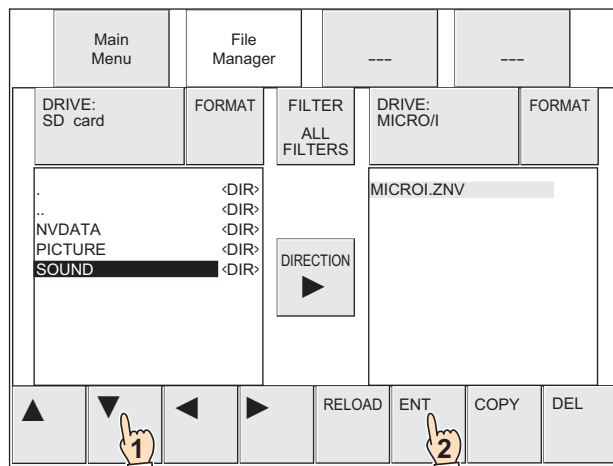 Main
Menu
File
Manager
---
---
DRIVE:
SD card
FORMAT
FILTER
ALL
FILTERS
DRIVE:
MICRO/I
FORMAT
. <DIR>
.. <DIR>
NVDATA <DIR>
PICTURE <DIR>
SOUND <DIR>
DIRECTION
MICROI.ZNV
RELOAD
ENT
COPY
DEL
1
2